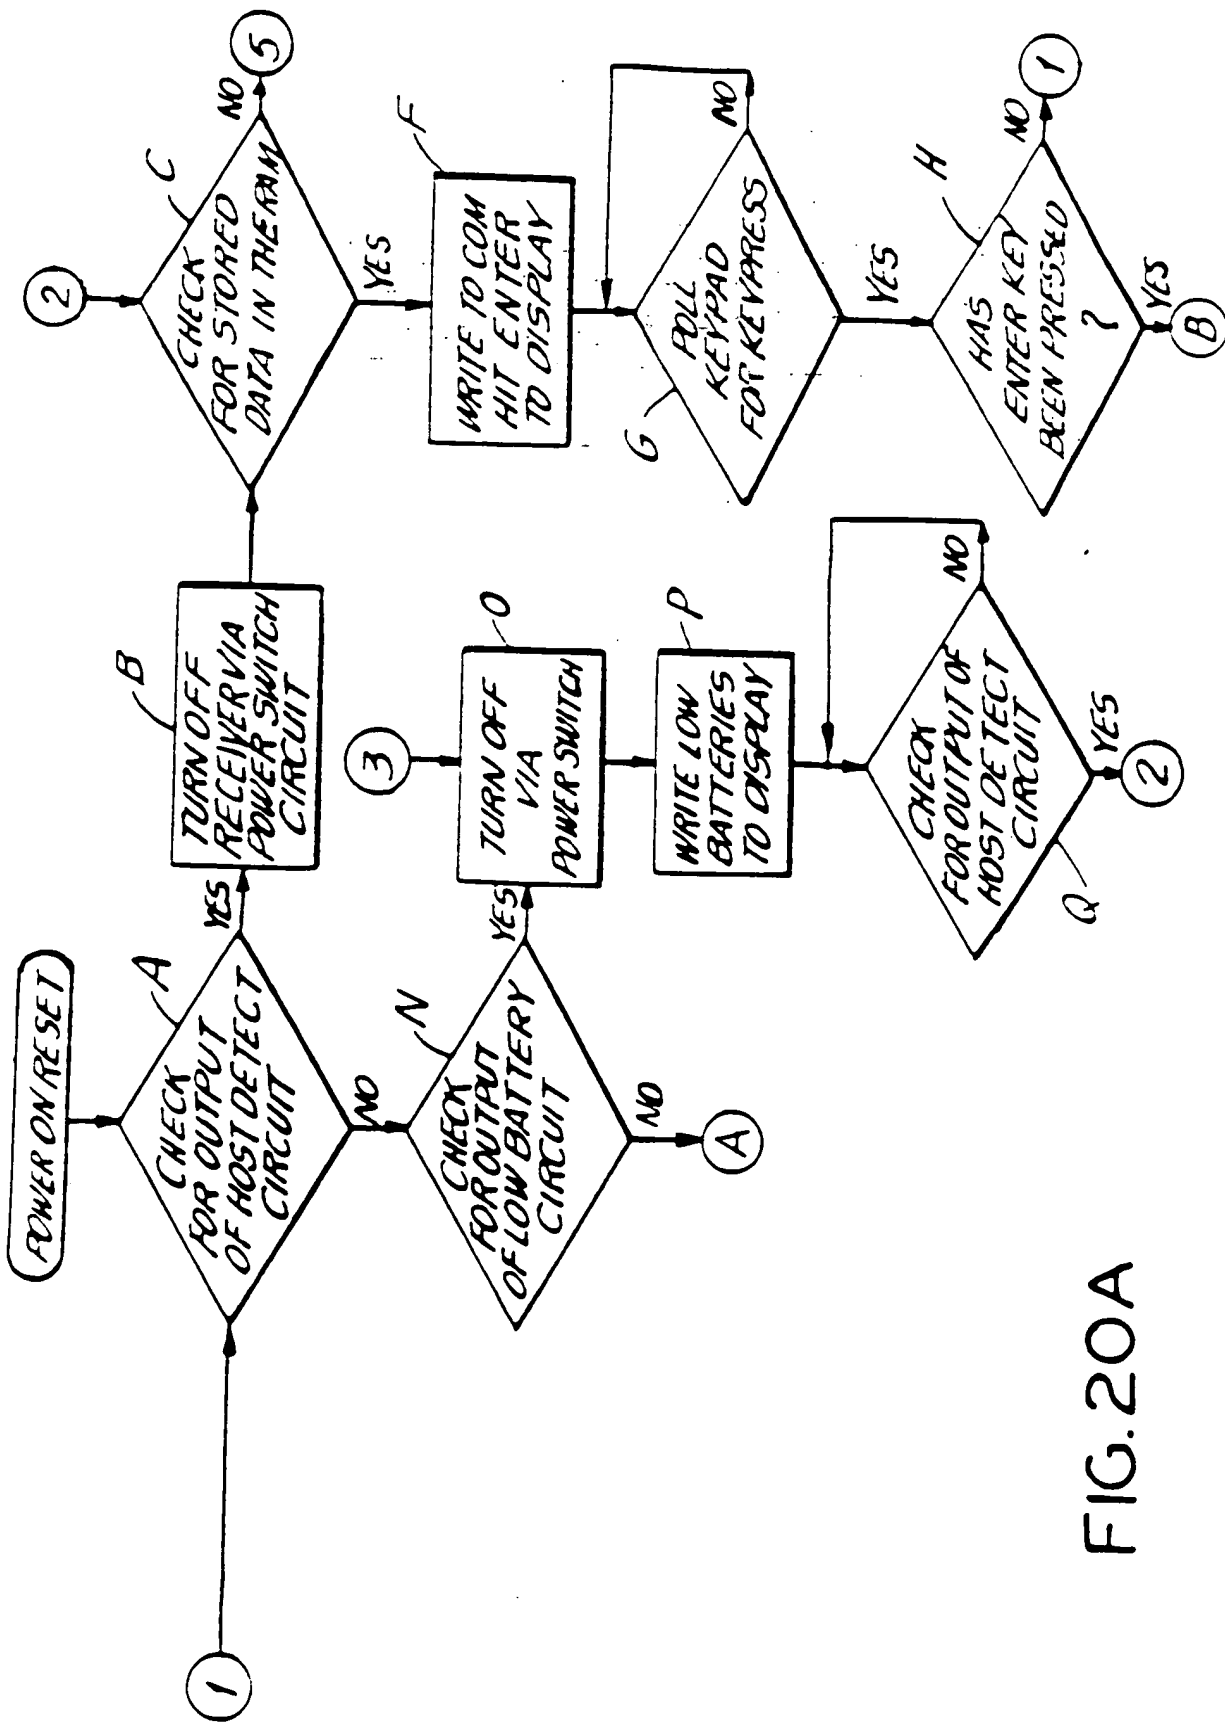 POWER ON RESET
1
A
CHECK
FOR OUTPUT
OF HOST DETECT
CIRCUIT
YES
NO
B
TURN OFF
RECEIVER VIA
POWER SWITCH
CIRCUIT
2
C
CHECK
FOR STORED
DATA IN THE RAM
NO
5
YES
F
WRITE TO COM
HIT ENTER
TO DISPLAY
G
POLL
KEYPAD
FOR KEYPRESS
NO
YES
H
HAS
ENTER KEY
BEEN PRESSED
?
NO
1
YES
B
N
CHECK
FOR OUTPUT
OF LOW BATTERY
CIRCUIT
YES
NO
A
3
O
TURN OFF
VIA
POWER SWITCH
P
WRITE LOW
BATTERIES
TO DISPLAY
Q
CHECK
FOR OUTPUT OF
HOST DETECT
CIRCUIT
NO
YES
2
FIG. 20A